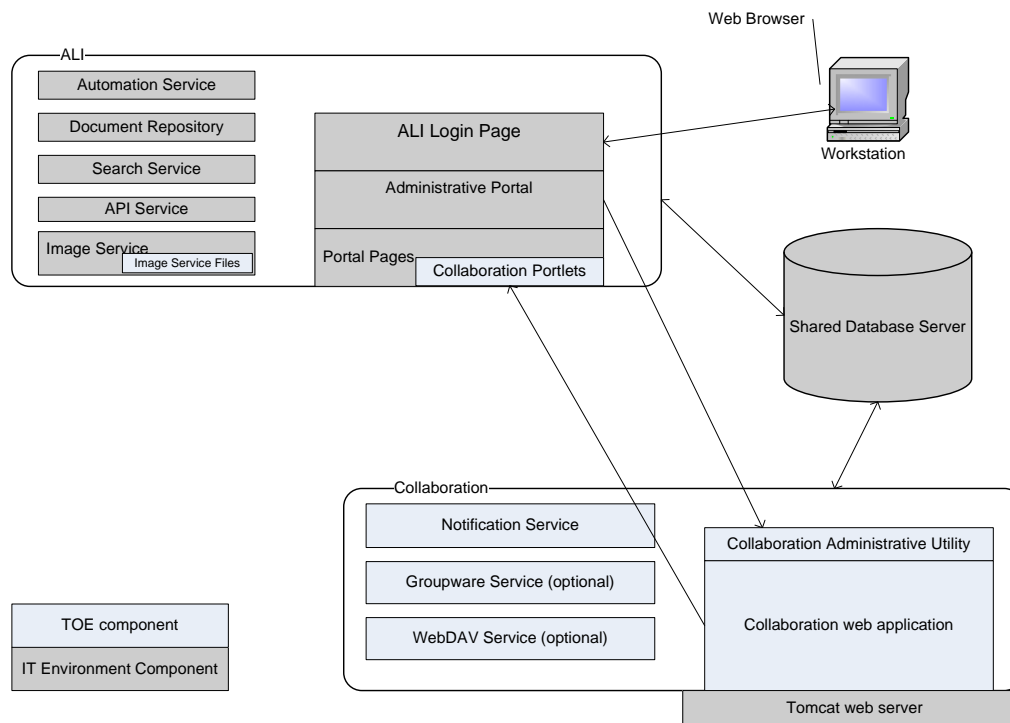 Web Browser
ALI
Automation Service
Document Repository
Search Service
API Service
Image Service
Image Service Files
ALI Login Page
Administrative Portal
Portal Pages
Collaboration Portlets
Workstation
Shared Database Server
Collaboration
Notification Service
Groupware Service (optional)
WebDAV Service (optional)
Collaboration Administrative Utility
Collaboration web application
Tomcat web server
TOE component
IT Environment Component